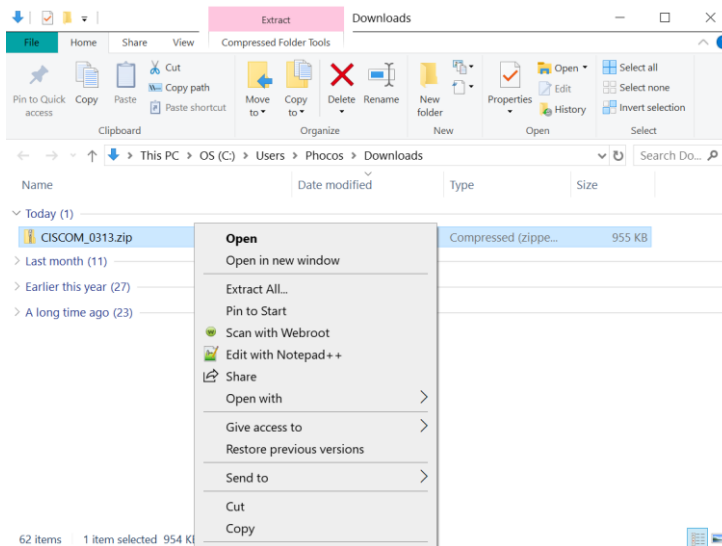 Extract
Downloads
File
Home
Share
View
Compressed Folder Tools
Pin to Quick access
Copy
Paste
Cut
Copy path
Paste shortcut
Move to
Copy to
Delete
Rename
New folder
Properties
Open
Edit
History
Select all
Select none
Invert selection
Clipboard
Organize
New
Open
Select
This PC > OS (C:) > Users > Phocos > Downloads
Search Do...
Name
Date modified
Type
Size
Today (1)
CISCOM_0313.zip
Compressed (zippe...
955 KB
Last month (11)
Earlier this year (27)
A long time ago (23)
Open
Open in new window
Extract All...
Pin to Start
Scan with Webroot
Edit with Notepad++
Share
Open with
Give access to
Restore previous versions
Send to
Cut
Copy
62 items
1 item selected 954 K